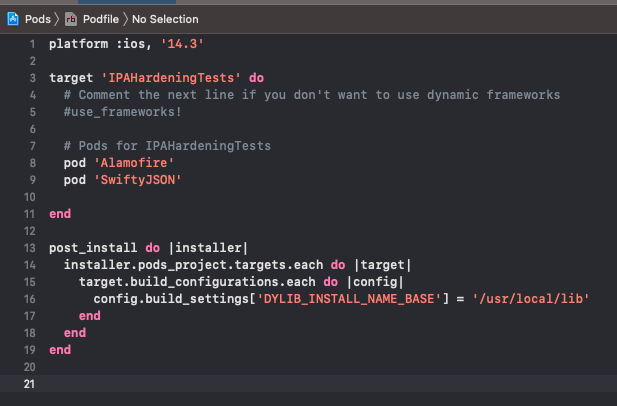 Pods 〉 rb Podfile 〉 No Selection
1 platform :ios, '14.3'
2
3 target 'IPAHardeningTests' do
4   # Comment the next line if you don't want to use dynamic frameworks
5   #use_frameworks!
6
7   # Pods for IPAHardeningTests
8   pod 'Alamofire'
9   pod 'SwiftyJSON'
10
11 end
12
13 post_install do |installer|
14   installer.pods_project.targets.each do |target|
15     target.build_configurations.each do |config|
16       config.build_settings['DYLIB_INSTALL_NAME_BASE'] = '/usr/local/lib'
17     end
18   end
19 end
20
21